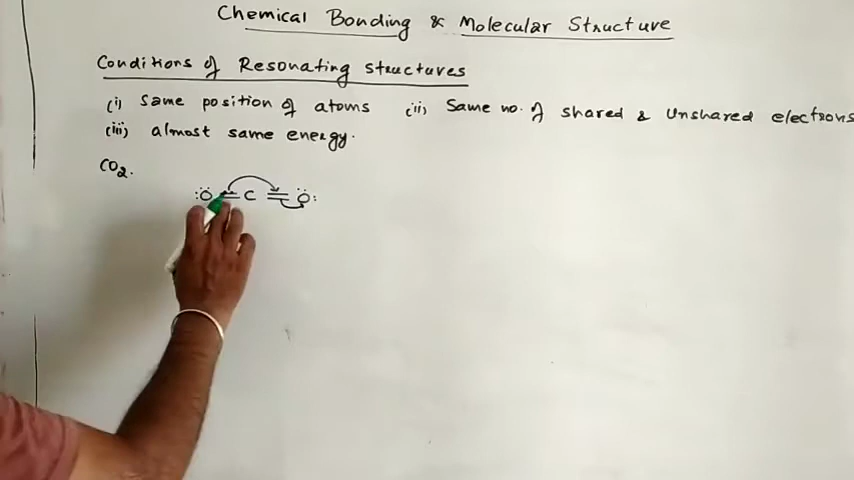 Chemical Bonding & Molecular Structure
Conditions of Resonating structures
(i) Same position of atoms (ii) Same no. of shared & Unshared electrons
(iii) almost same energy.
CO₂.
:Ö = C = Ö: